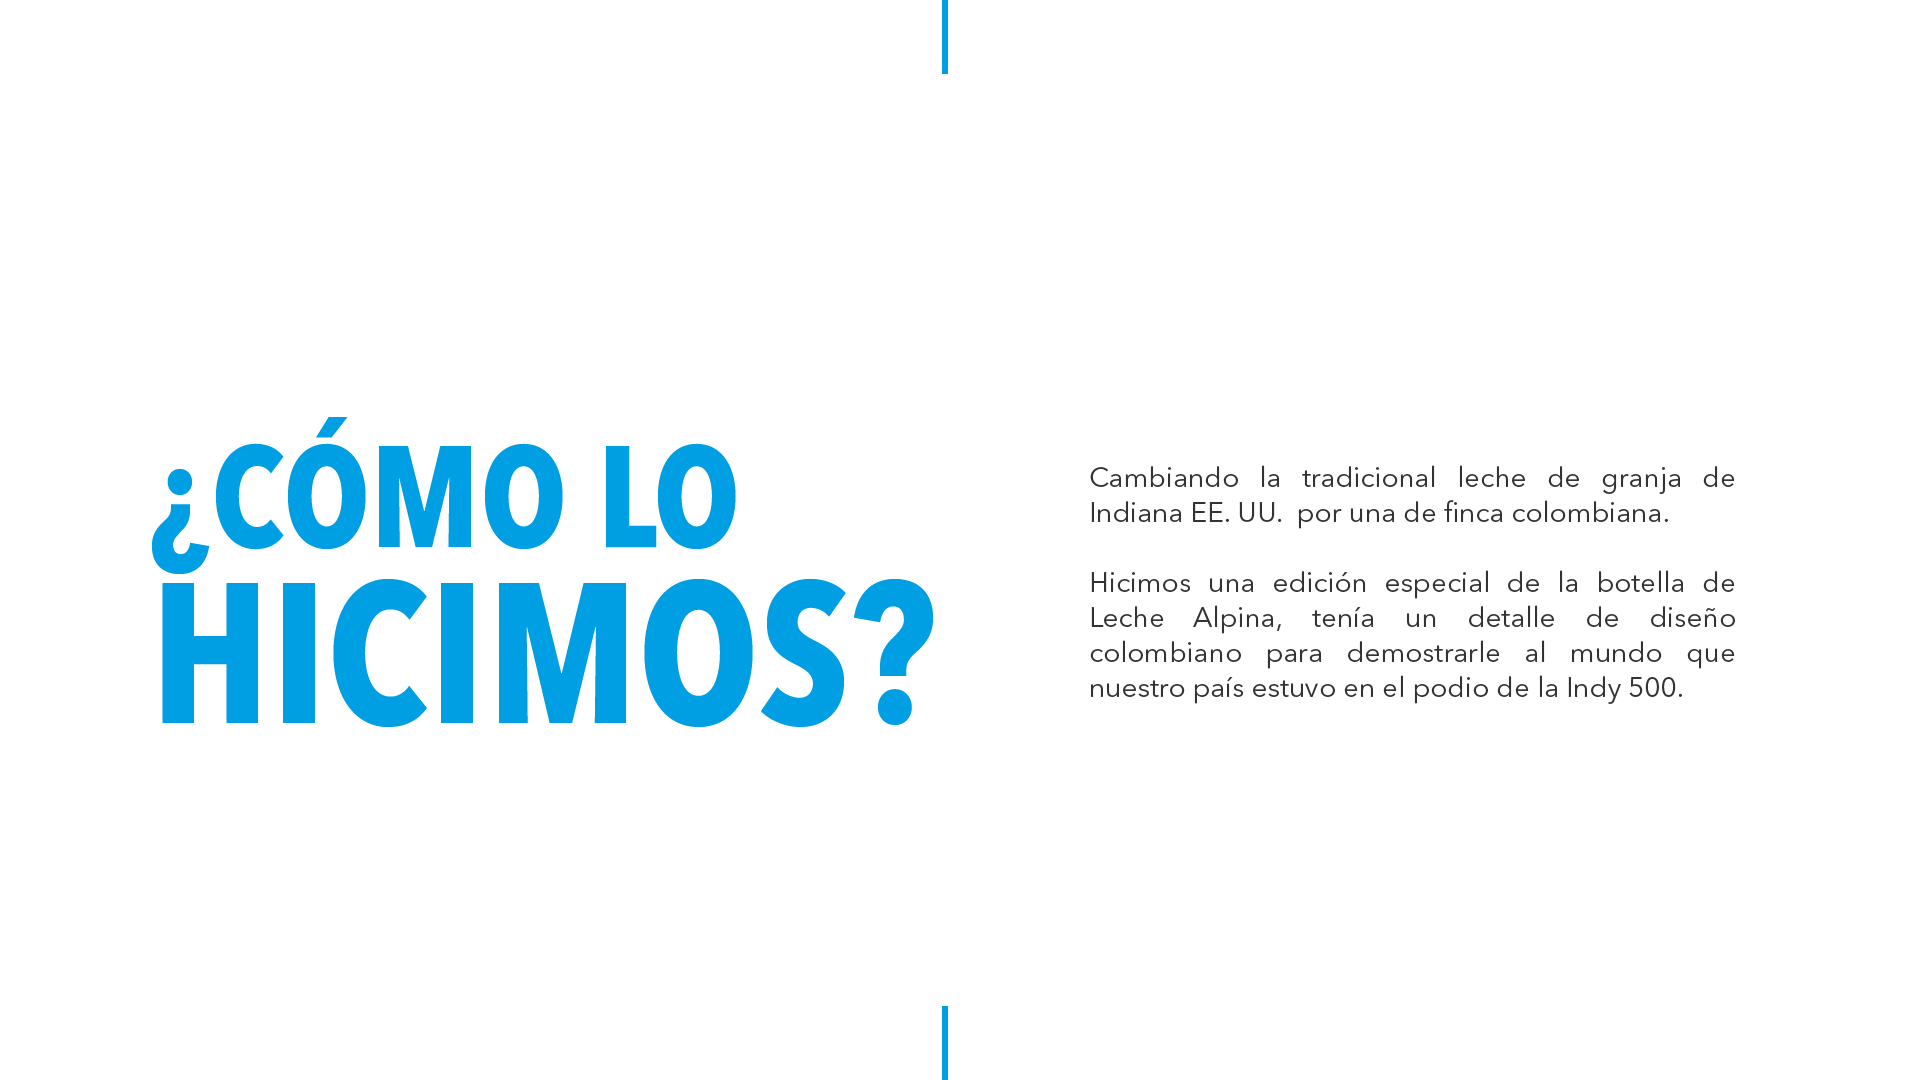 ¿CÓMO LO
HICIMOS?
Cambiando la tradicional leche de granja de
Indiana EE. UU.  por una de finca colombiana.
Hicimos una edición especial de la botella de
Leche Alpina, tenía un detalle de diseño
colombiano para demostrarle al mundo que
nuestro país estuvo en el podio de la Indy 500.